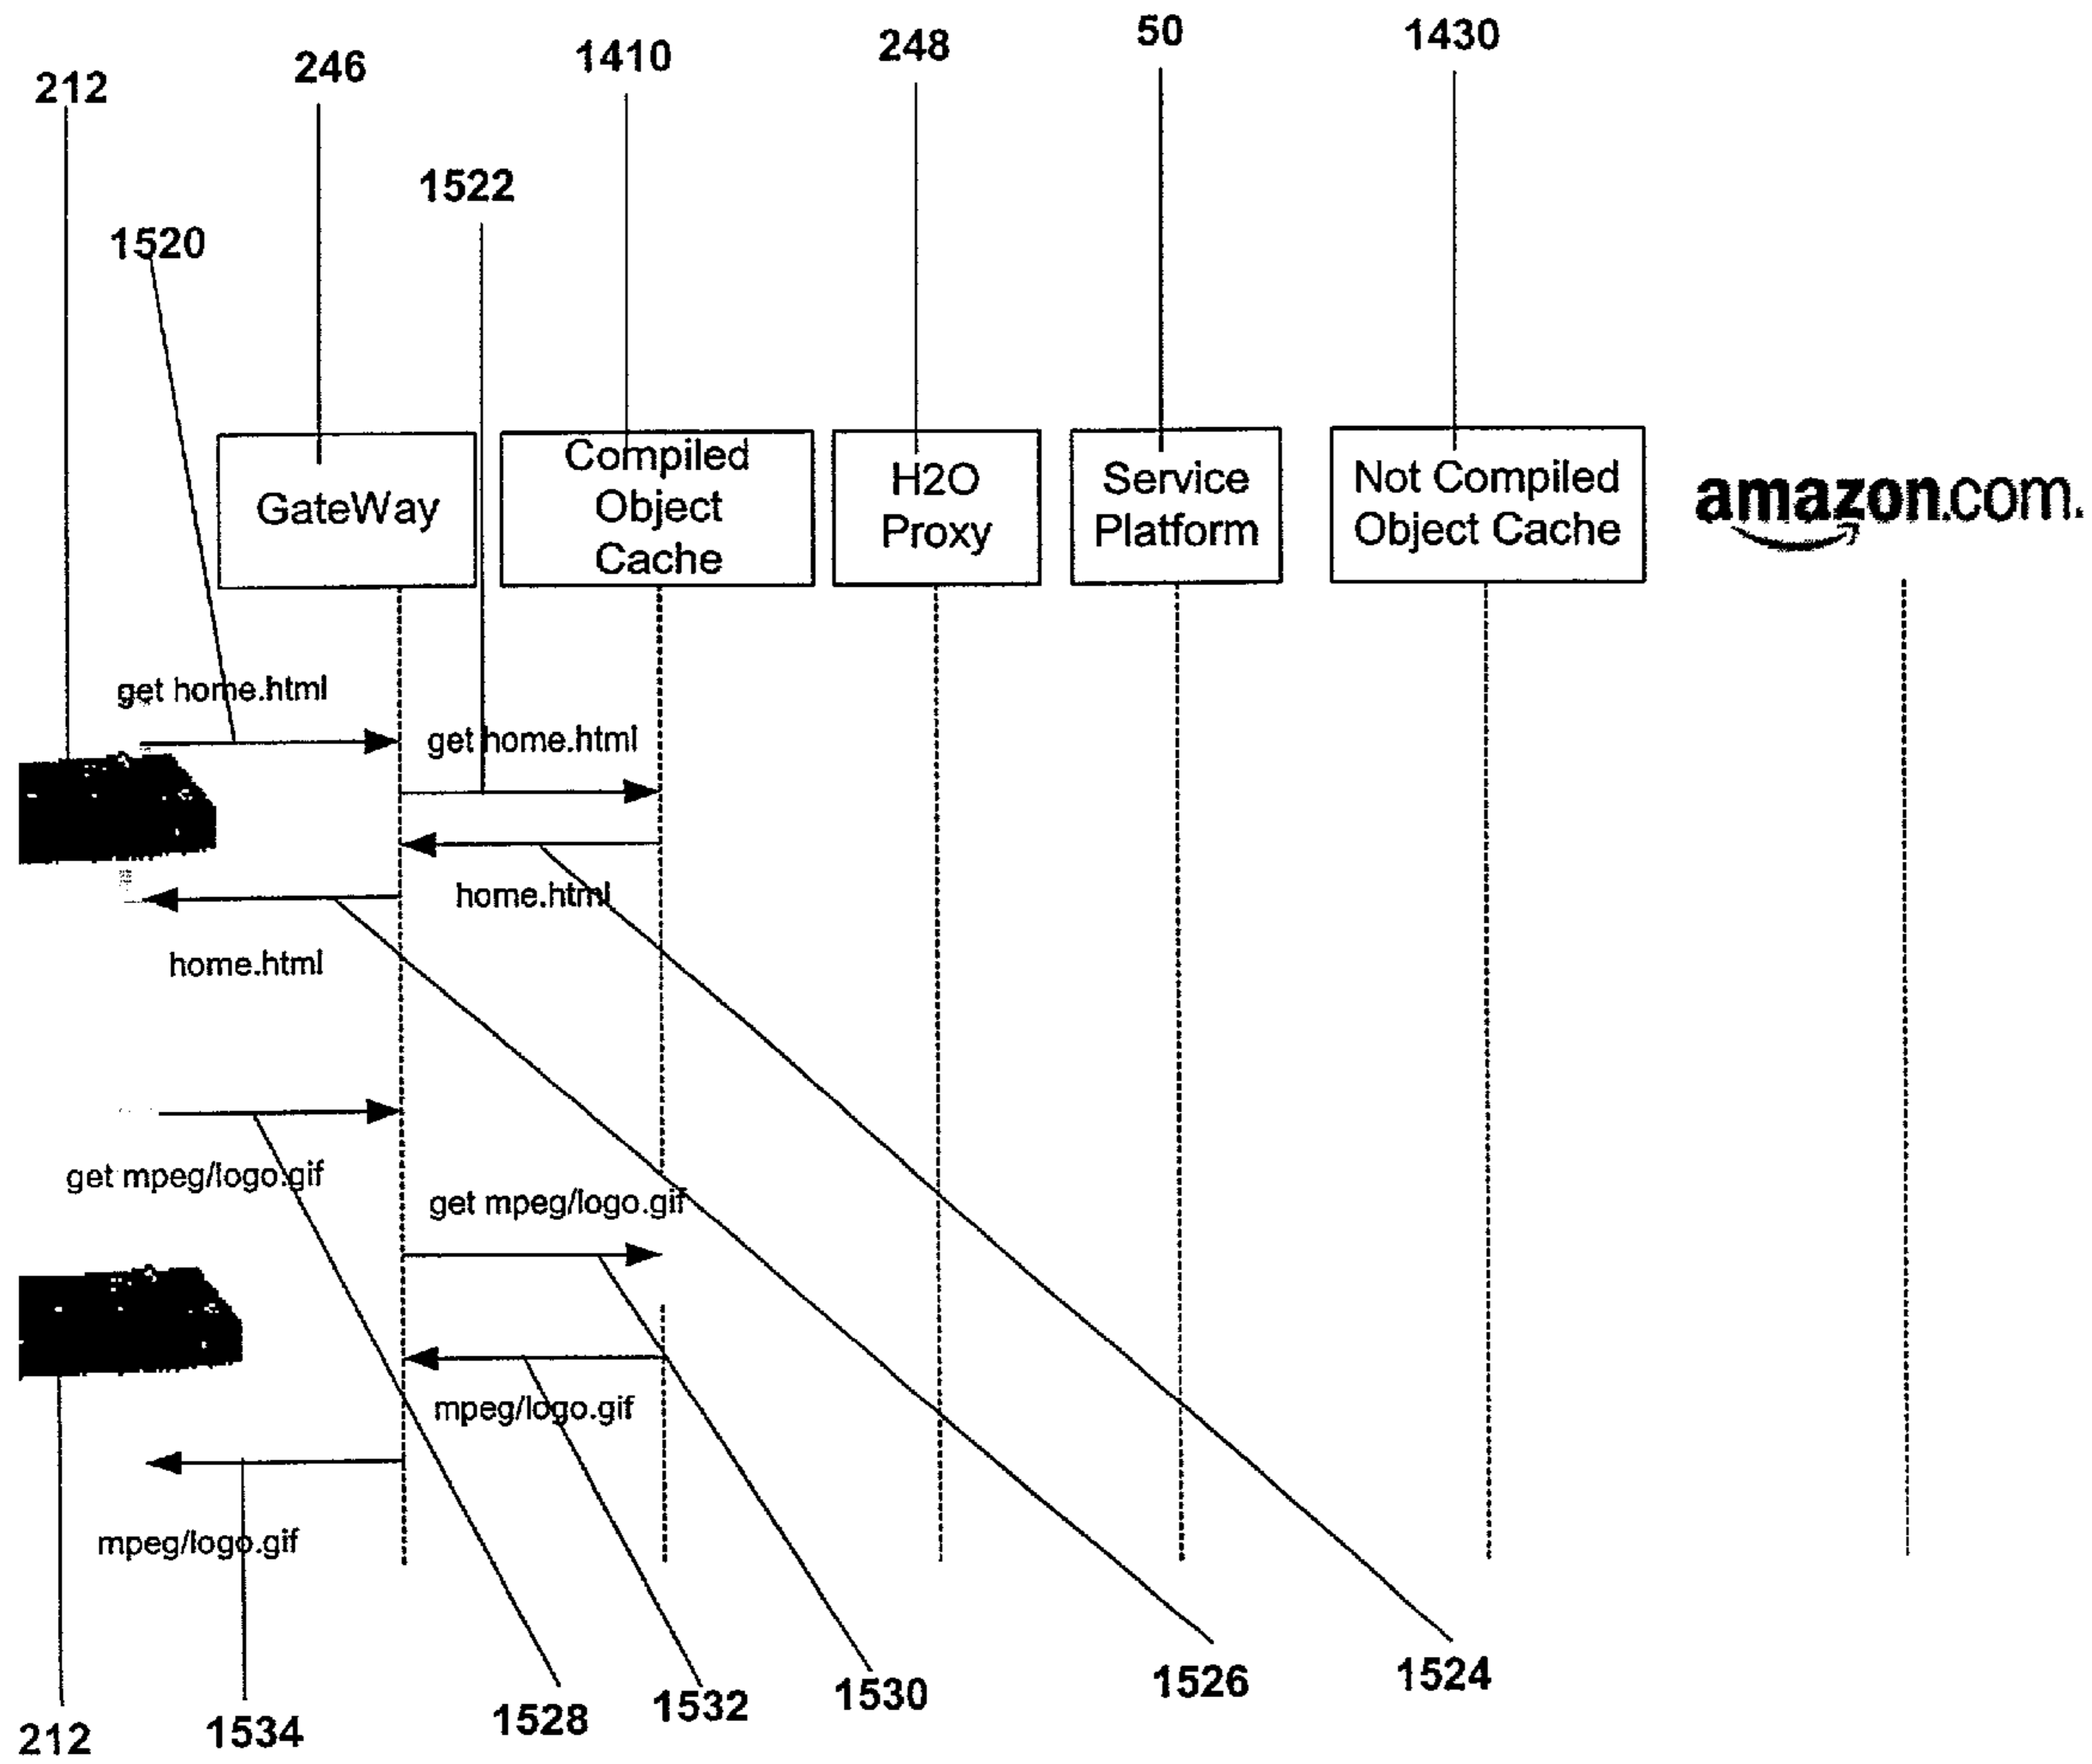 50
1430
248
1410
246
212
1522
1520
GateWay
Compiled
Object
Cache
H2O
Proxy
Service
Platform
Not Compiled
Object Cache
amazon.com.
get home.html
get home.html
home.html
home.html
get mpeg/logo.gif
get mpeg/logo.gif
mpeg/logo.gif
mpeg/logo.gif
1524
1526
1530
1532
1528
1534
212